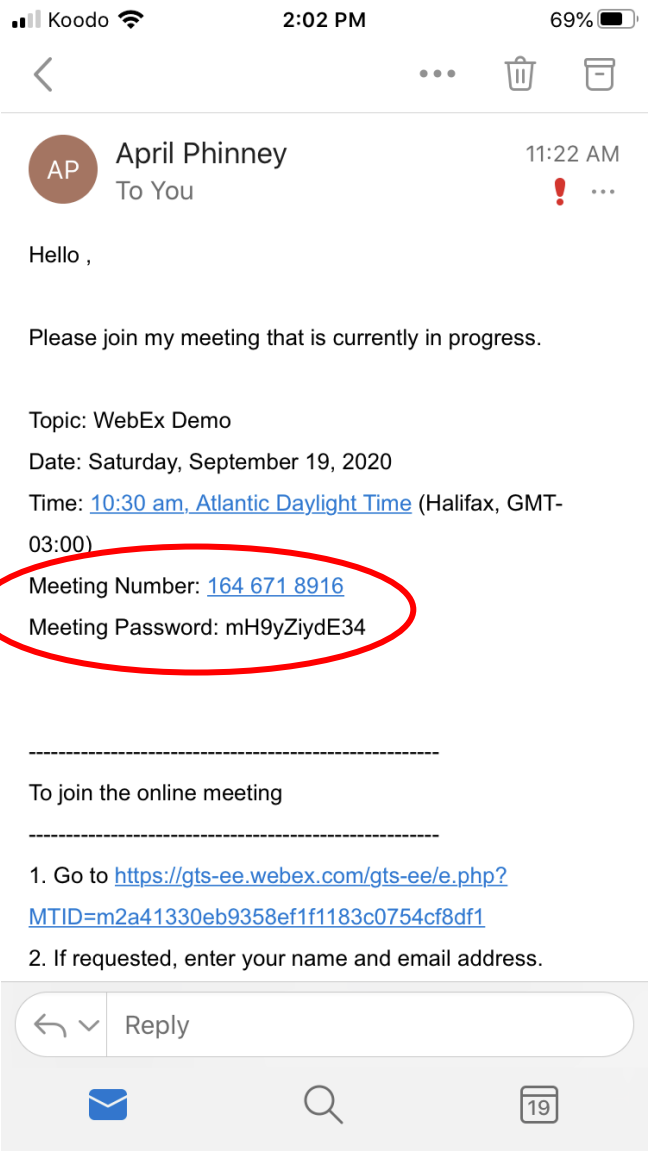 Koodo 2:02 PM 69%
AP
April Phinney
11:22 AM
To You
Hello ,
Please join my meeting that is currently in progress.
Topic: WebEx Demo
Date: Saturday, September 19, 2020
Time: 10:30 am, Atlantic Daylight Time (Halifax, GMT-
03:00)
Meeting Number: 164 671 8916
Meeting Password: mH9yZiydE34
-------------------------------------------------------
To join the online meeting
-------------------------------------------------------
1. Go to https://gts-ee.webex.com/gts-ee/e.php?
MTID=m2a41330eb9358ef1f1183c0754cf8df1
2. If requested, enter your name and email address.
Reply
19